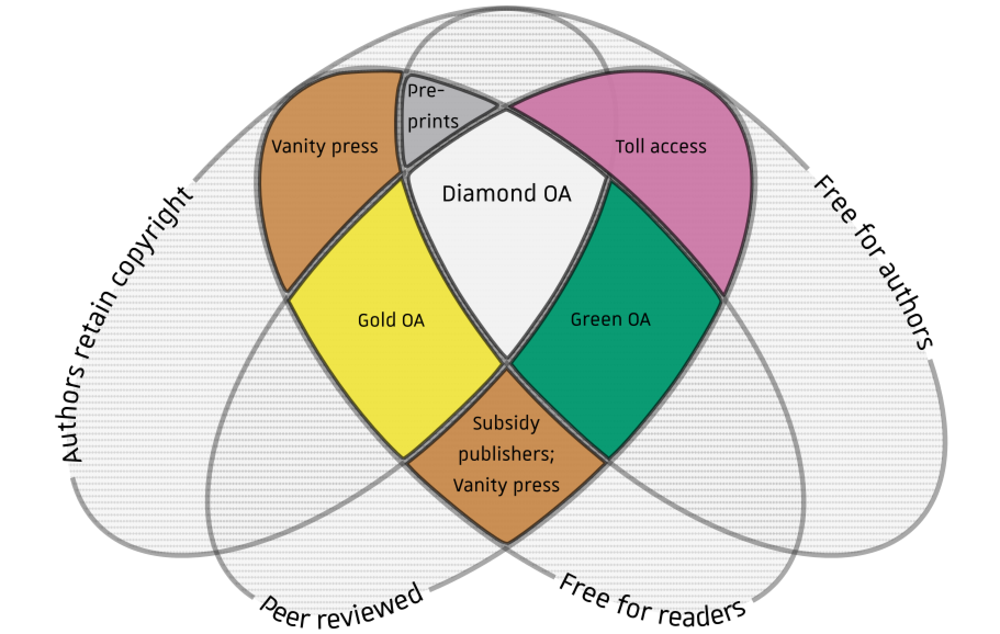 Pre-
prints
Vanity press
Toll access
Diamond OA
Authors retain copyright
Free for authors
Gold OA
Green OA
Subsidy
publishers;
Vanity press
Peer reviewed
Free for readers